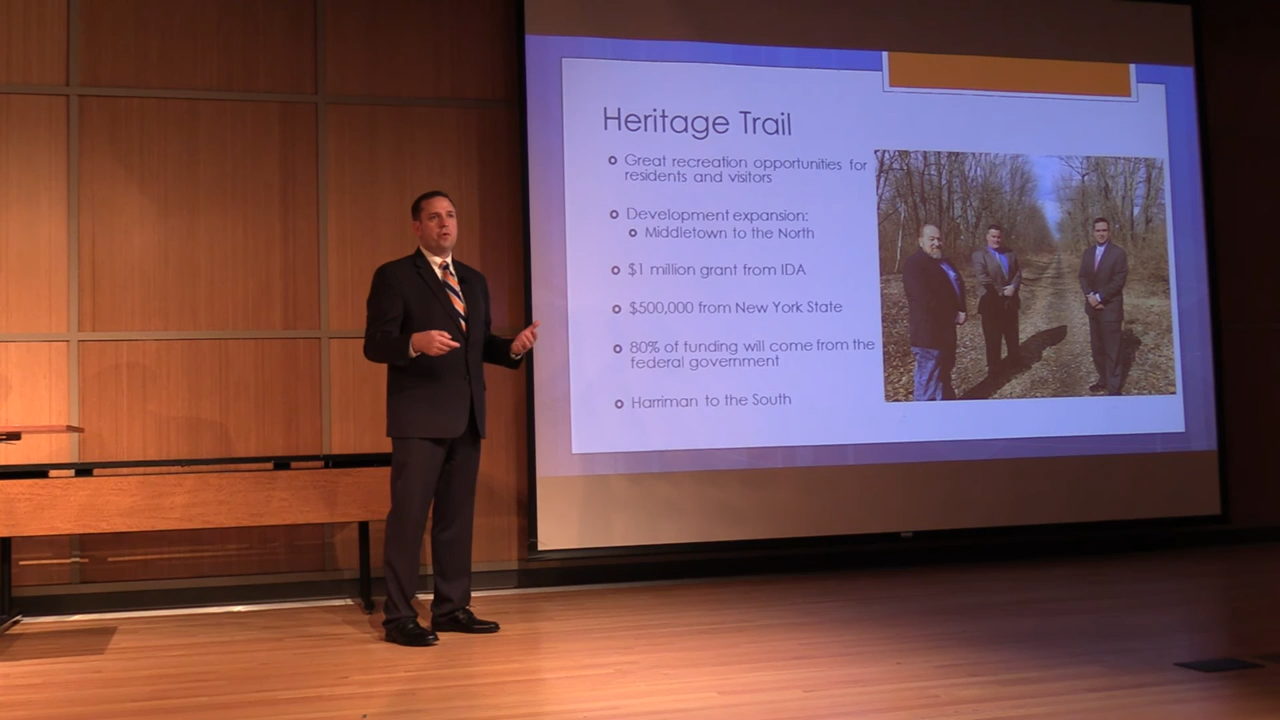 Heritage Trail
Great recreation opportunities for
residents and visitors
Development expansion:
Middletown to the North
$1 million grant from IDA
$500,000 from New York State
80% of funding will come from the
federal government
Harriman to the South